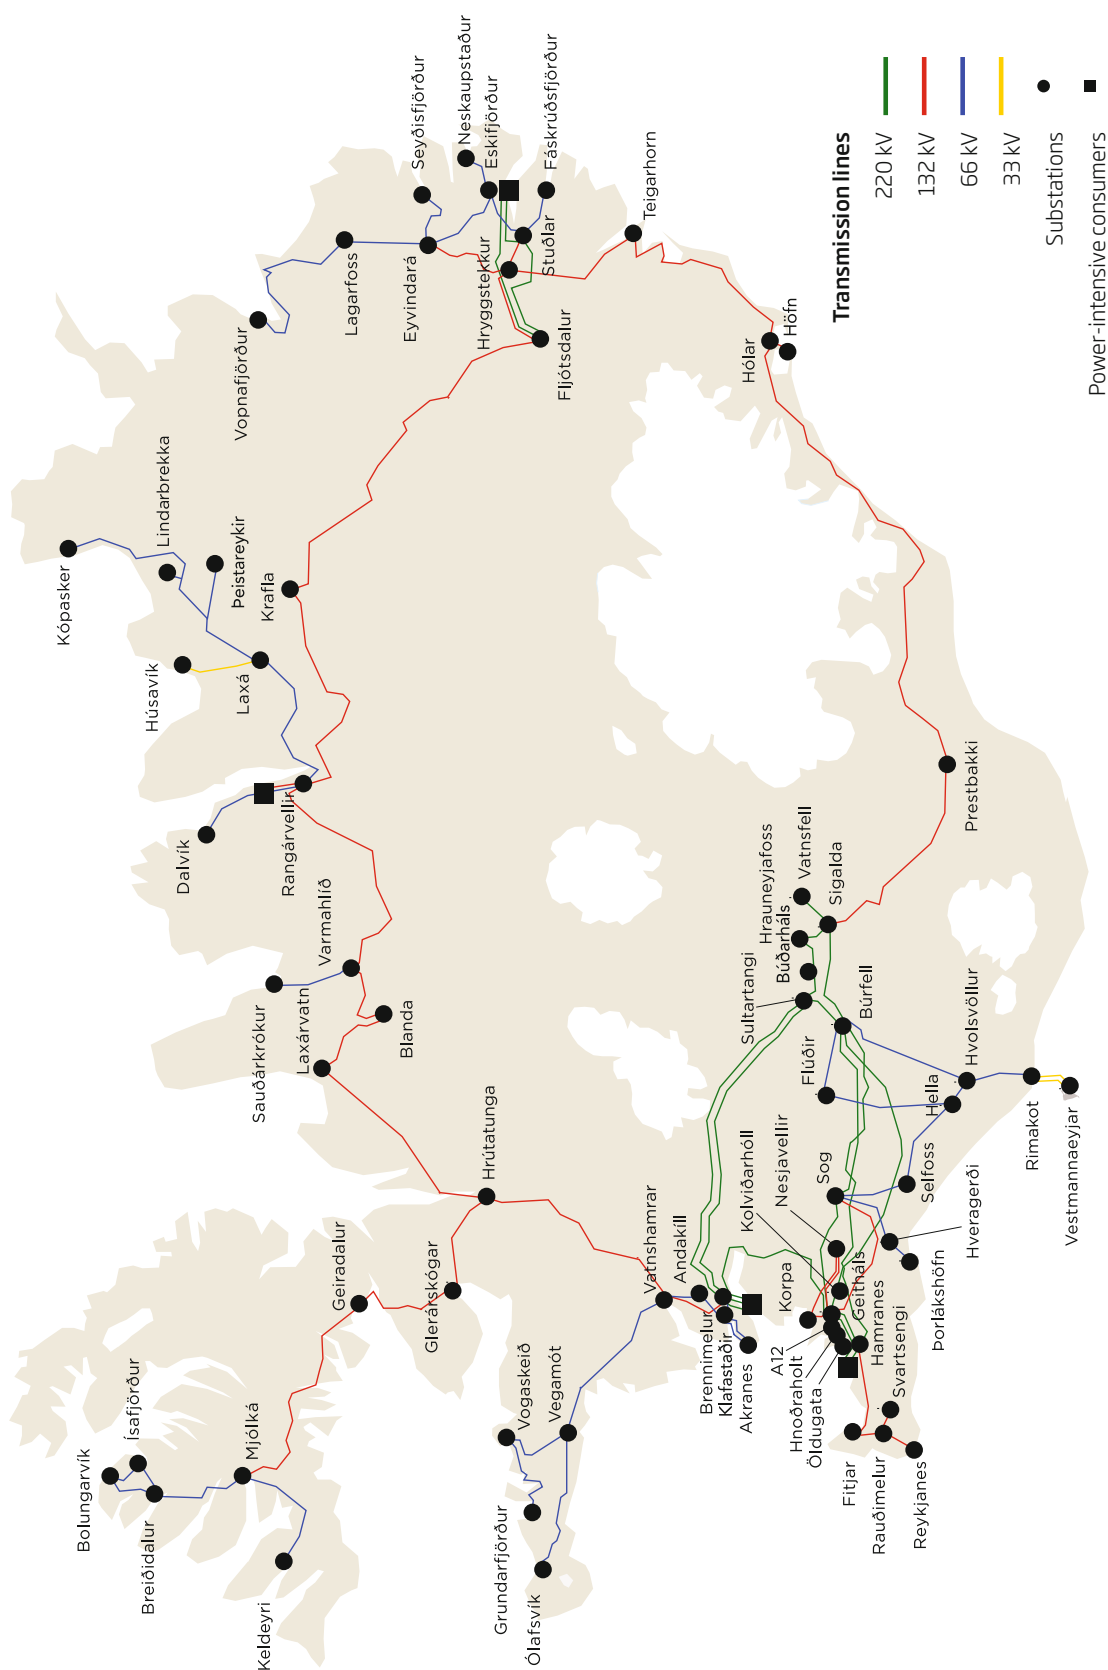 Transmission lines
220 kV
132 kV
66 kV
33 kV
Substations
Power-intensive consumers
Bolungarvík
Ísafjörður
Breiðidalur
Mjólká
Keldeyri
Geiradalur
Glerárskógar
Hrútatunga
Laxárvatn
Blanda
Sauðárkrókur
Varmahlíð
Dalvík
Rangárvellir
Húsavík
Laxá
Kópasker
Lindarbrekka
Þeistareykir
Krafla
Vopnafjörður
Lagarfoss
Seyðisfjörður
Neskaupstaður
Eskifjörður
Fáskrúðsfjörður
Eyvindará
Hryggstekkur
Stuðlar
Fljótsdalur
Teigarhorn
Hólar
Höfn
Prestbakki
Grundarfjörður
Ólafsvík
Vogaskeið
Vegamót
Vatnshamrar
Andakíll
Brennimelur
Klafastaðir
Akranes
Korpa
Kolviðarhóll
Nesjavellir
A12
Hnoðraholt
Öldugata
Geitháls
Hamranes
Svartsengi
Fitjar
Rauðimelur
Reykjanes
Sog
Selfoss
Hveragerði
Þorlákshöfn
Sultartangi
Búðarháls
Hrauneyjafoss
Vatnsfell
Sigalda
Búrfell
Flúðir
Hella
Hvolsvöllur
Rimakot
Vestmannaeyjar